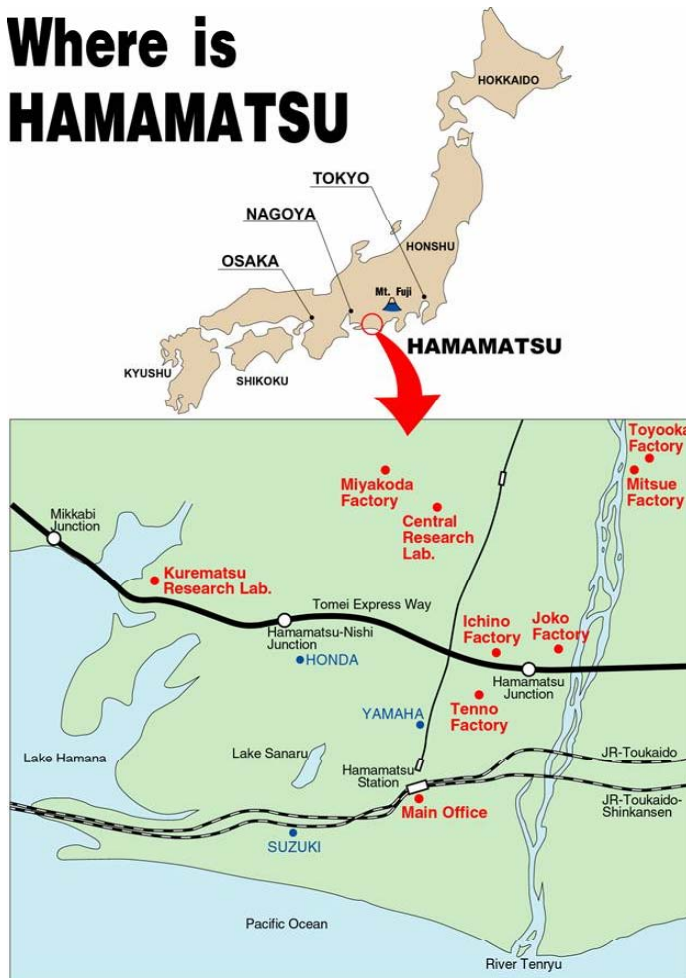 Where is
HAMAMATSU
HOKKAIDO
TOKYO
NAGOYA
HONSHU
OSAKA
Mt. Fuji
HAMAMATSU
KYUSHU
SHIKOKU
Toyooka
Factory
Mitsue
Factory
Miyakoda
Factory
Central
Research
Lab.
Mikkabi
Junction
Kurematsu
Research Lab.
Tomei Express Way
Hamamatsu-Nishi
Junction
HONDA
Ichino
Factory
Joko
Factory
Hamamatsu
Junction
Tenno
Factory
YAMAHA
Lake Hamana
Lake Sanaru
Hamamatsu
Station
JR-Toukaido
Main Office
JR-Toukaido-
Shinkansen
SUZUKI
Pacific Ocean
River Tenryu